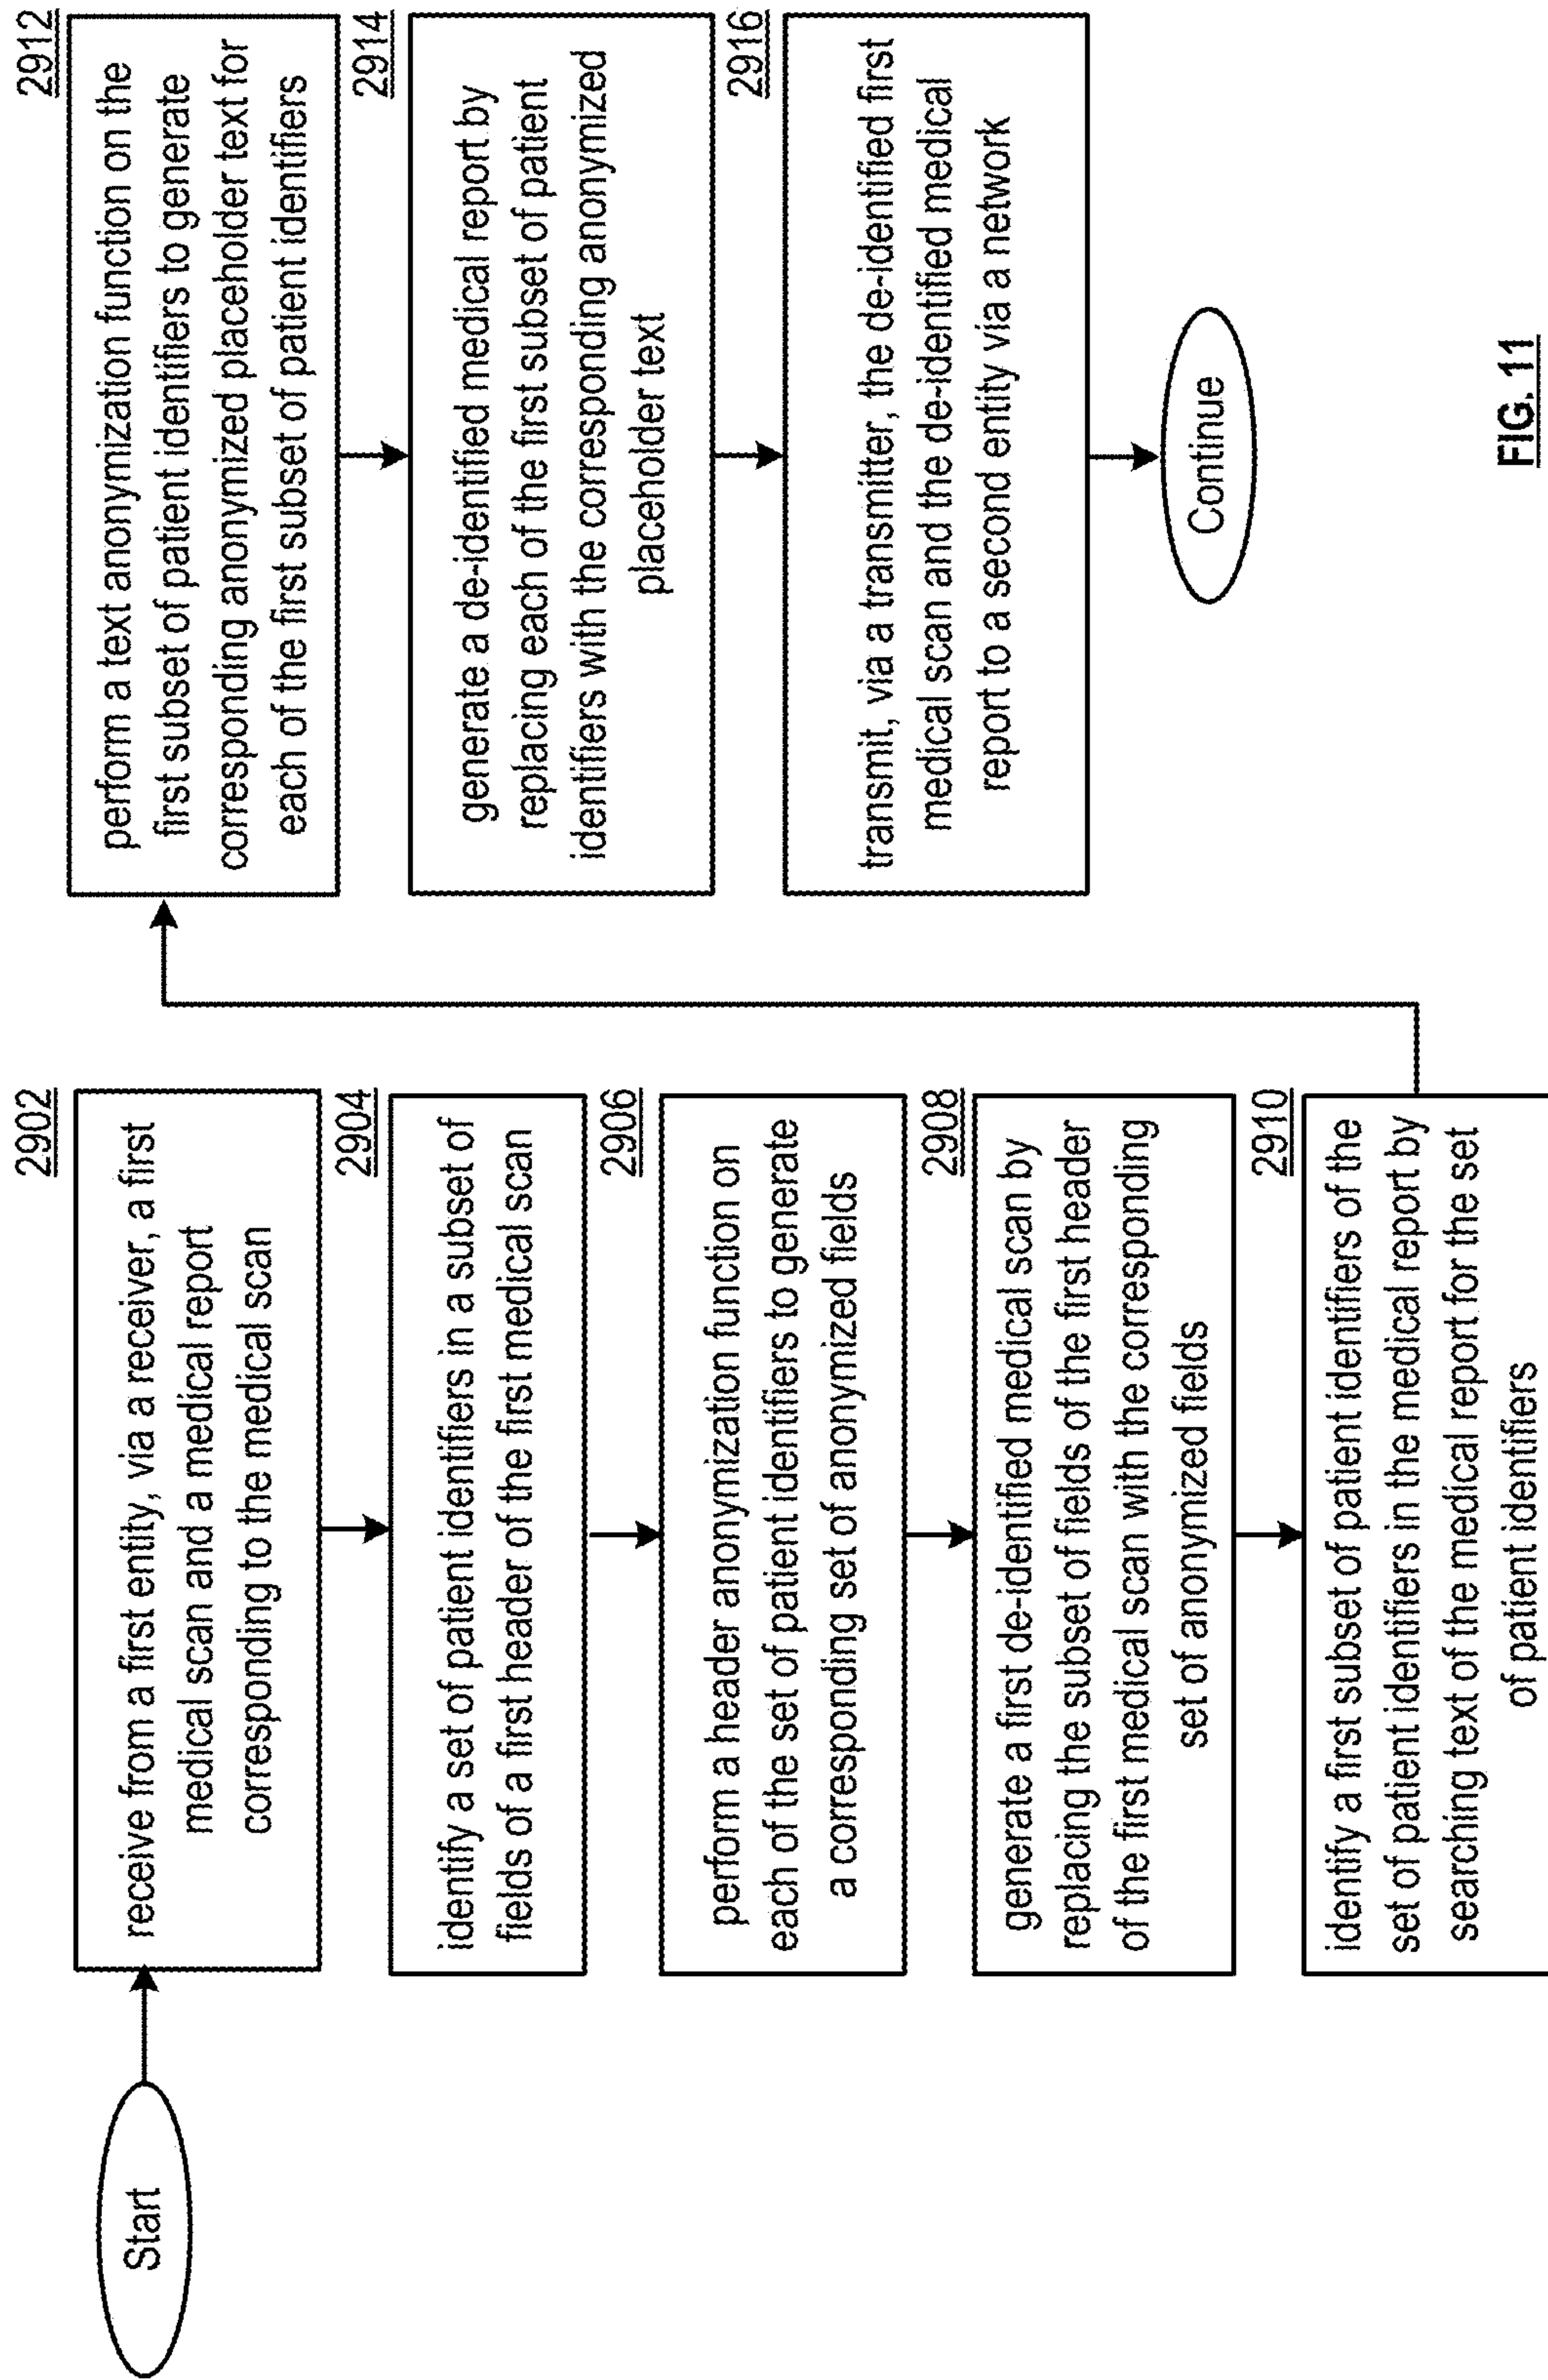 Start
2902
receive from a first entity, via a receiver, a first
medical scan and a medical report
corresponding to the medical scan
2904
identify a set of patient identifiers in a subset of
fields of a first header of the first medical scan
2906
perform a header anonymization function on
each of the set of patient identifiers to generate
a corresponding set of anonymized fields
2908
generate a first de-identified medical scan by
replacing the subset of fields of the first header
of the first medical scan with the corresponding
set of anonymized fields
2910
identify a first subset of patient identifiers of the
set of patient identifiers in the medical report by
searching text of the medical report for the set
of patient identifiers
2912
perform a text anonymization function on the
first subset of patient identifiers to generate
corresponding anonymized placeholder text for
each of the first subset of patient identifiers
2914
generate a de-identified medical report by
replacing each of the first subset of patient
identifiers with the corresponding anonymized
placeholder text
2916
transmit, via a transmitter, the de-identified first
medical scan and the de-identified medical
report to a second entity via a network
Continue
FIG. 11